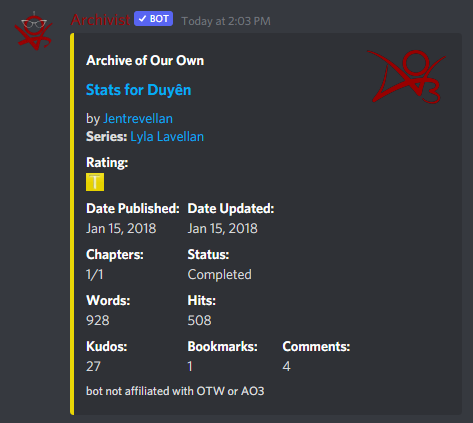 Archivist ✓ BOT Today at 2:03 PM
Archive of Our Own
Stats for Duyên
by Jentrevellan
Series: Lyla Lavellan
Rating:
T
Date Published: Date Updated:
Jan 15, 2018 Jan 15, 2018
Chapters: Status:
1/1 Completed
Words: Hits:
928 508
Kudos: Bookmarks: Comments:
27 1 4
bot not affiliated with OTW or AO3